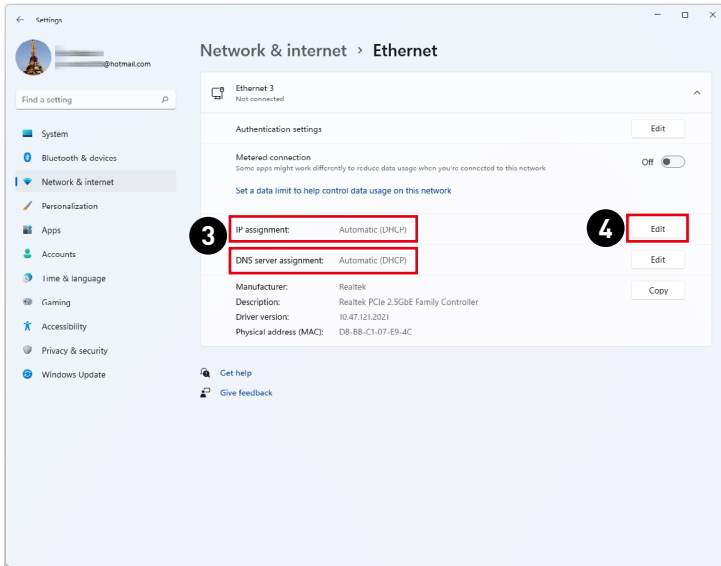 Settings
@hotmail.com
Find a setting
System
Bluetooth & devices
Network & internet
Personalization
Apps
Accounts
Time & language
Gaming
Accessibility
Privacy & security
Windows Update
Network & internet > Ethernet
Ethernet 3
Not connected
Authentication settings
Edit
Metered connection
Some apps might work differently to reduce data usage when you're connected to this network
Off
Set a data limit to help control data usage on this network
3
IP assignment: Automatic (DHCP)
4
Edit
DNS server assignment: Automatic (DHCP)
Edit
Manufacturer: Realtek
Copy
Description: Realtek PCIe 2.5GbE Family Controller
Driver version: 10.47.121.2021
Physical address (MAC): D8-BB-C1-07-E9-4C
Get help
Give feedback